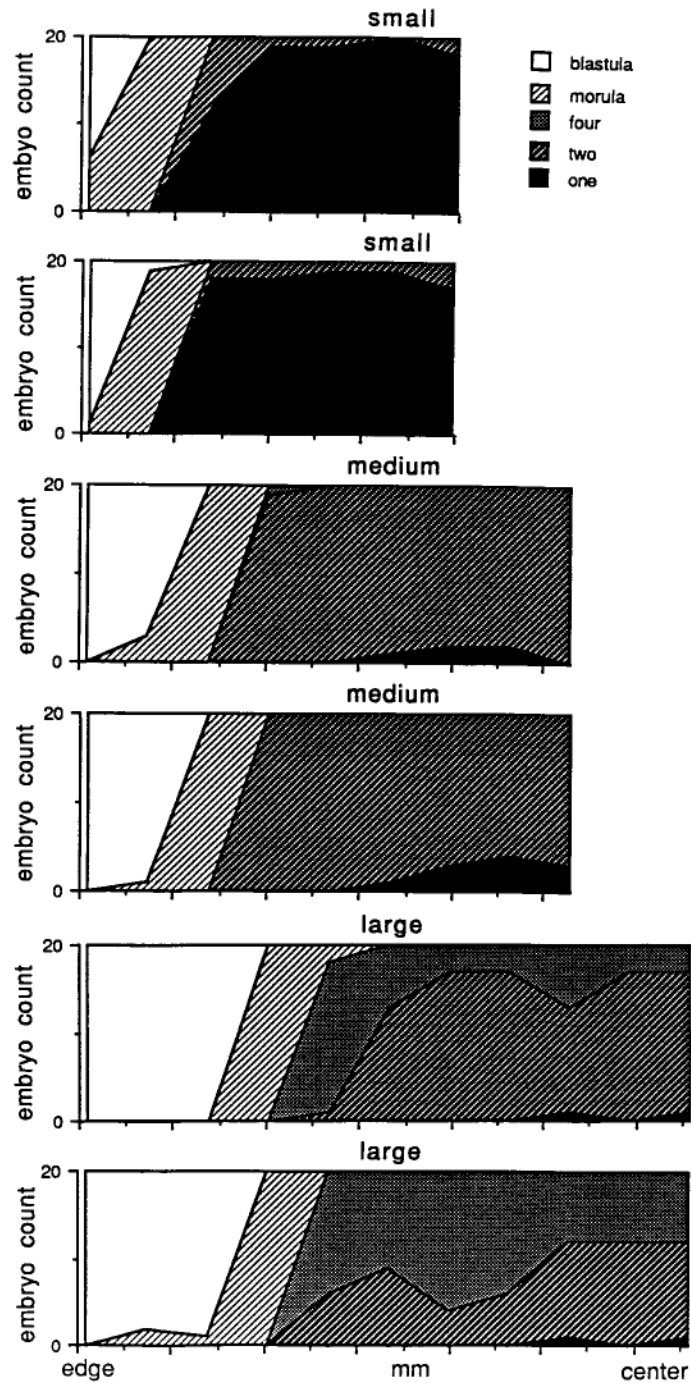 small
20
0
embyo count
blastula
morula
four
two
one
small
20
0
embryo count
medium
20
0
embryo count
medium
20
0
embryo count
large
20
0
embryo count
large
20
0
embryo count
edge mm center